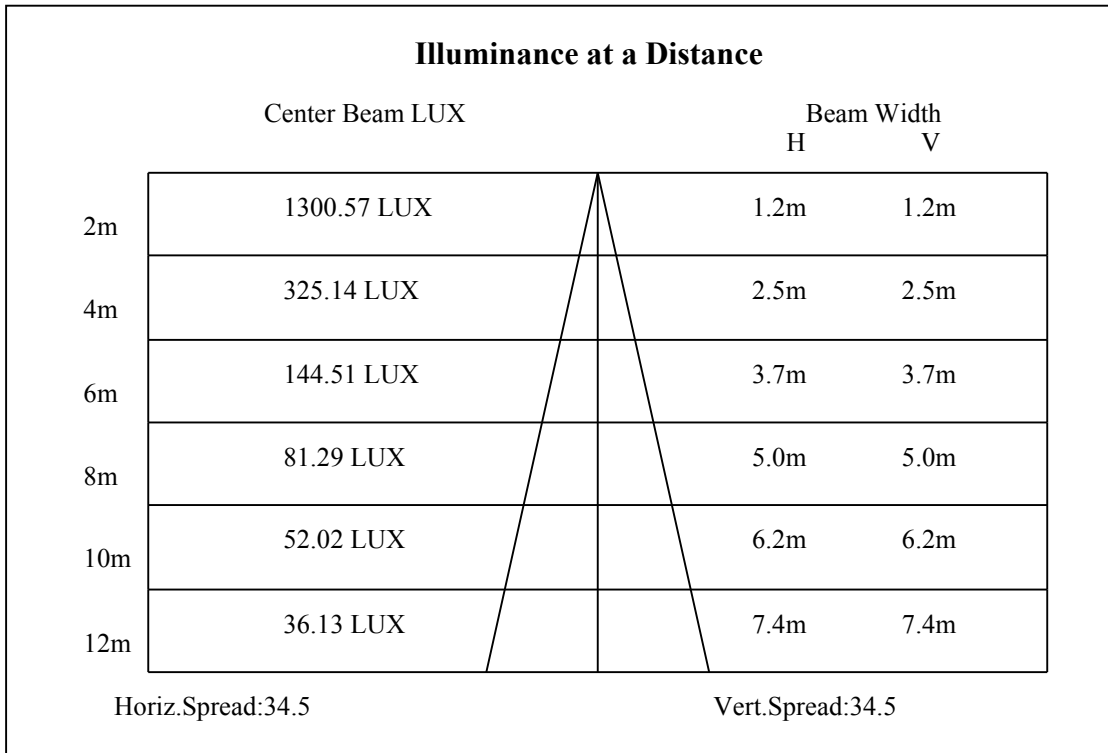 Illuminance at a Distance
Center Beam LUX Beam Width
H V
2m 1300.57 LUX 1.2m 1.2m
4m 325.14 LUX 2.5m 2.5m
6m 144.51 LUX 3.7m 3.7m
8m 81.29 LUX 5.0m 5.0m
10m 52.02 LUX 6.2m 6.2m
12m 36.13 LUX 7.4m 7.4m
Horiz.Spread:34.5 Vert.Spread:34.5